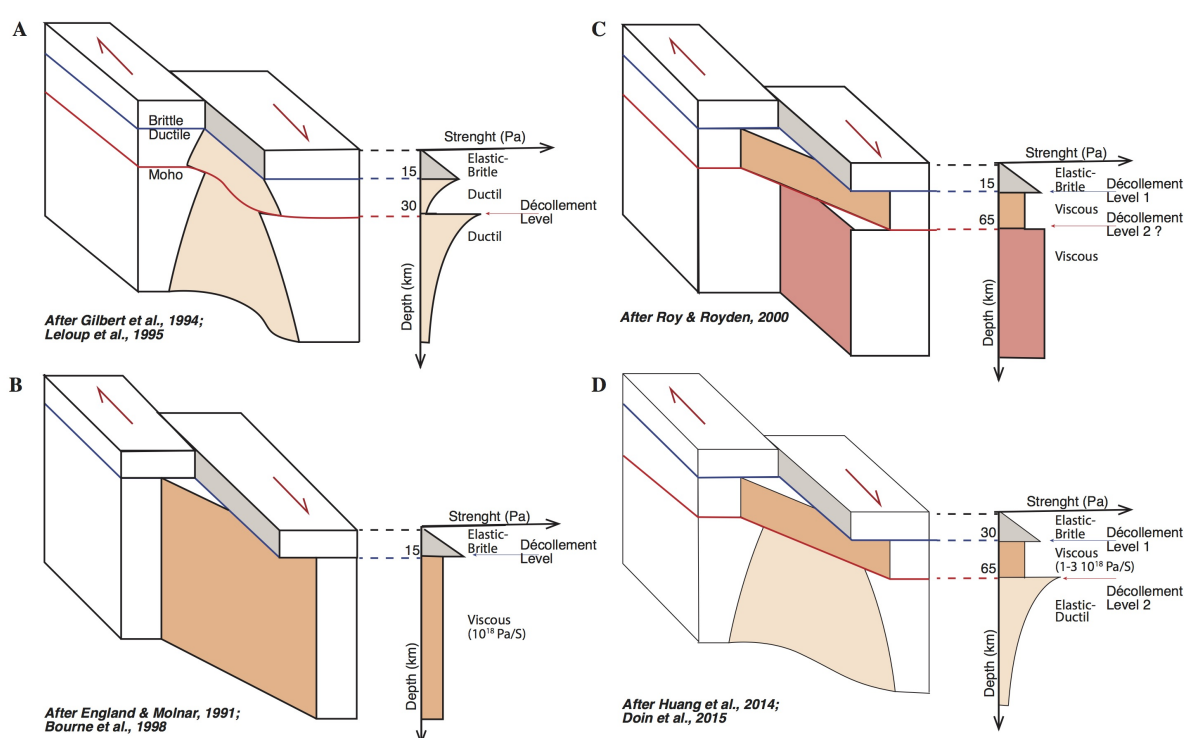 A
Brittle
Ductile
Moho
Strenght (Pa)
15
Elastic-
Britle
Ductil
30
Décollement
Level
Ductil
Depth (km)
After Gilbert et al., 1994;
Leloup et al., 1995
B
Strenght (Pa)
15
Elastic-
Britle
Décollement
Level
Viscous
(10¹⁸ Pa/S)
Depth (km)
After England & Molnar, 1991;
Bourne et al., 1998
C
Strenght (Pa)
15
Elastic-
Britle
Décollement
Level 1
Viscous
65
Décollement
Level 2 ?
Viscous
Depth (km)
After Roy & Royden, 2000
D
Strenght (Pa)
30
Elastic-
Britle
Décollement
Level 1
Viscous
(1-3 10¹⁸ Pa/S)
65
Décollement
Level 2
Elastic-
Ductil
Depth (km)
After Huang et al., 2014;
Doin et al., 2015